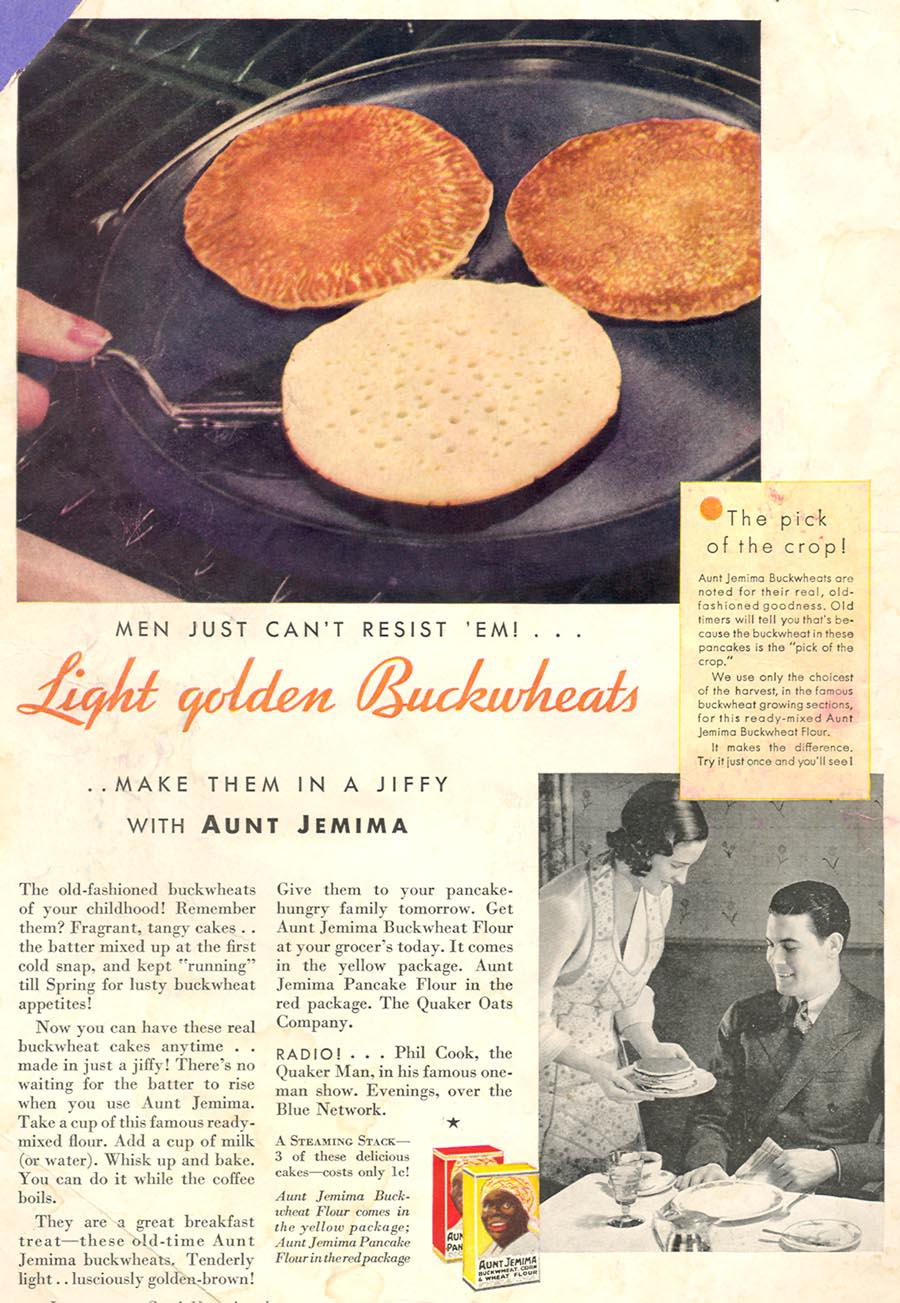 The pick
of the crop!
Aunt Jemima Buckwheats are
noted for their real, old-
fashioned goodness. Old
timers will tell you that's be-
cause the buckwheat in these
pancakes is the "pick of the
crop."
We use only the choicest
of the harvest, in the famous
buckwheat growing sections,
for this ready-mixed Aunt
Jemima Buckwheat Flour.
It makes the difference.
Try it just once and you'll see!
MEN JUST CAN'T RESIST 'EM! . . .
Light golden Buckwheats
..MAKE THEM IN A JIFFY
WITH AUNT JEMIMA
The old-fashioned buckwheats
of your childhood! Remember
them? Fragrant, tangy cakes . .
the batter mixed up at the first
cold snap, and kept "running"
till Spring for lusty buckwheat
appetites!
Now you can have these real
buckwheat cakes anytime . .
made in just a jiffy! There's no
waiting for the batter to rise
when you use Aunt Jemima.
Take a cup of this famous ready-
mixed flour. Add a cup of milk
(or water). Whisk up and bake.
You can do it while the coffee
boils.
They are a great breakfast
treat—these old-time Aunt
Jemima buckwheats. Tenderly
light . . lusciously golden-brown!
Give them to your pancake-
hungry family tomorrow. Get
Aunt Jemima Buckwheat Flour
at your grocer's today. It comes
in the yellow package. Aunt
Jemima Pancake Flour in the
red package. The Quaker Oats
Company.
RADIO! . . . Phil Cook, the
Quaker Man, in his famous one-
man show. Evenings, over the
Blue Network.
A STEAMING STACK—
3 of these delicious
cakes—costs only 1c!
Aunt Jemima Buck-
wheat Flour comes in
the yellow package;
Aunt Jemima Pancake
Flour in the red package
AUN
PAN
AUNT JEMIMA
BUCKWHEAT, CORN
& WHEAT FLOUR